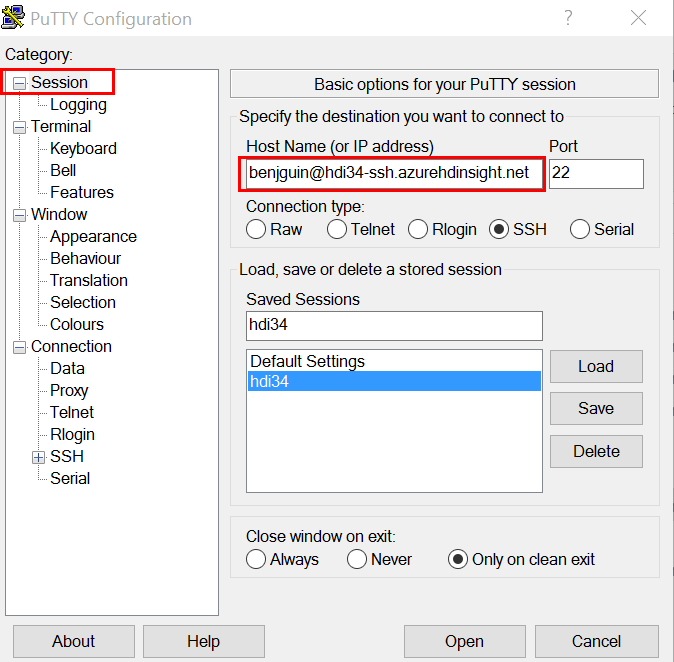 PuTTY Configuration
?
Category:
Session
Logging
Terminal
Keyboard
Bell
Features
Window
Appearance
Behaviour
Translation
Selection
Colours
Connection
Data
Proxy
Telnet
Rlogin
SSH
Serial
Basic options for your PuTTY session
Specify the destination you want to connect to
Host Name (or IP address) Port
benjguin@hdi34-ssh.azurehdinsight.net 22
Connection type:
Raw Telnet Rlogin SSH Serial
Load, save or delete a stored session
Saved Sessions
hdi34
Default Settings
hdi34
Load
Save
Delete
Close window on exit:
Always Never Only on clean exit
About Help Open Cancel